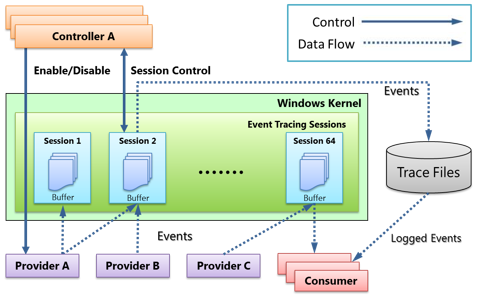 Controller A
Control
Data Flow
Enable/Disable
Session Control
Events
Windows Kernel
Event Tracing Sessions
Session 1
Session 2
Session 64
.......
Buffer
Buffer
Buffer
Trace Files
Events
Logged Events
Provider A
Provider B
Provider C
Consumer